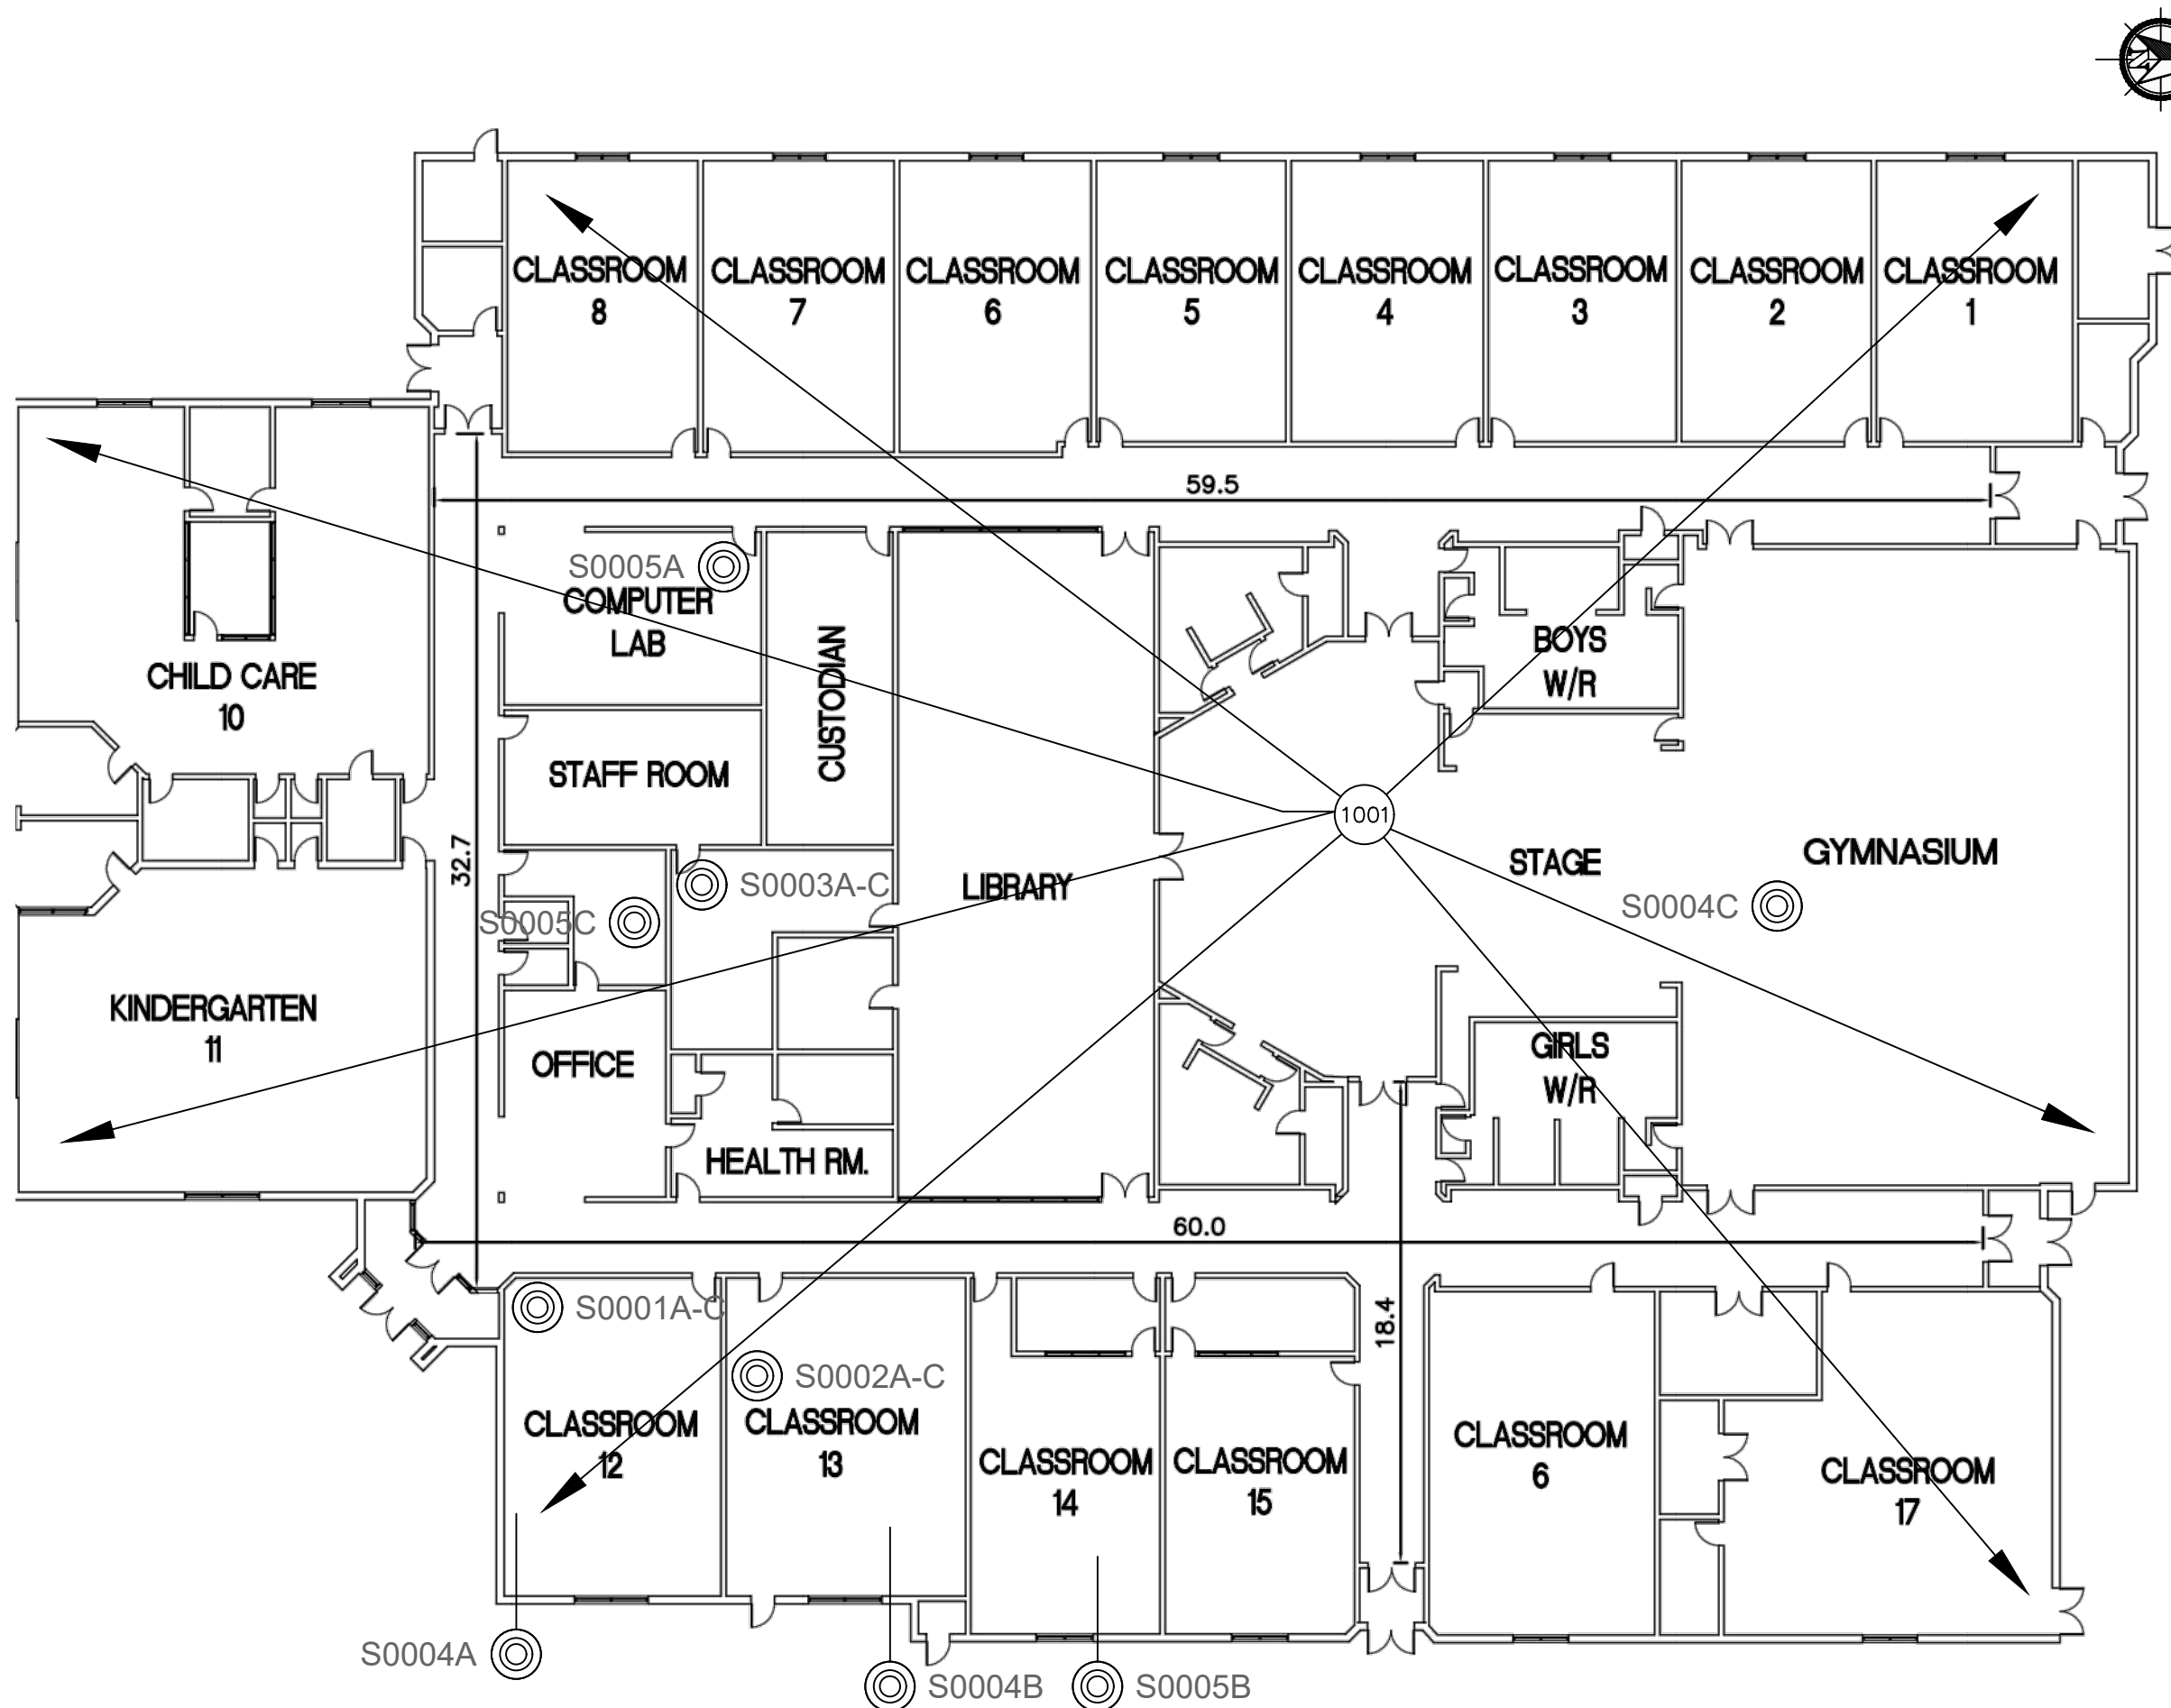 CLASSROOM
8
CLASSROOM
7
CLASSROOM
6
CLASSROOM
5
CLASSROOM
4
CLASSROOM
3
CLASSROOM
2
CLASSROOM
1
59.5
S0005A
COMPUTER
LAB
CUSTODIAN
BOYS
W/R
CHILD CARE
10
STAFF ROOM
1001
32.7
S0003A-C
LIBRARY
STAGE
GYMNASIUM
S0005C
S0004C
KINDERGARTEN
11
OFFICE
GIRLS
W/R
HEALTH RM.
60.0
S0001A-C
18.4
S0002A-C
CLASSROOM
12
CLASSROOM
13
CLASSROOM
14
CLASSROOM
15
CLASSROOM
6
CLASSROOM
17
S0004A
S0004B
S0005B